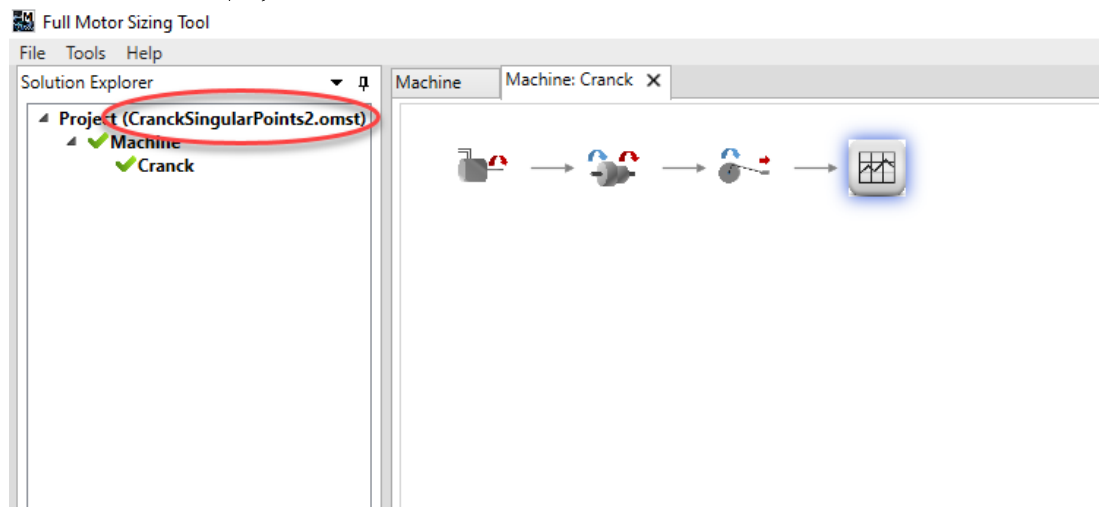 Full Motor Sizing Tool
File Tools Help
Solution Explorer
Machine Machine: Cranck
Project (CranckSingularPoints2.omst)
Machine
Cranck